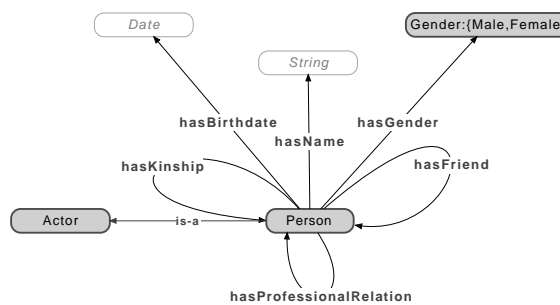 Date
Gender:{Male,Female
String
hasBirthdate
hasGender
hasName
hasKinship
hasFriend
Actor
is-a
Person
hasProfessionalRelation